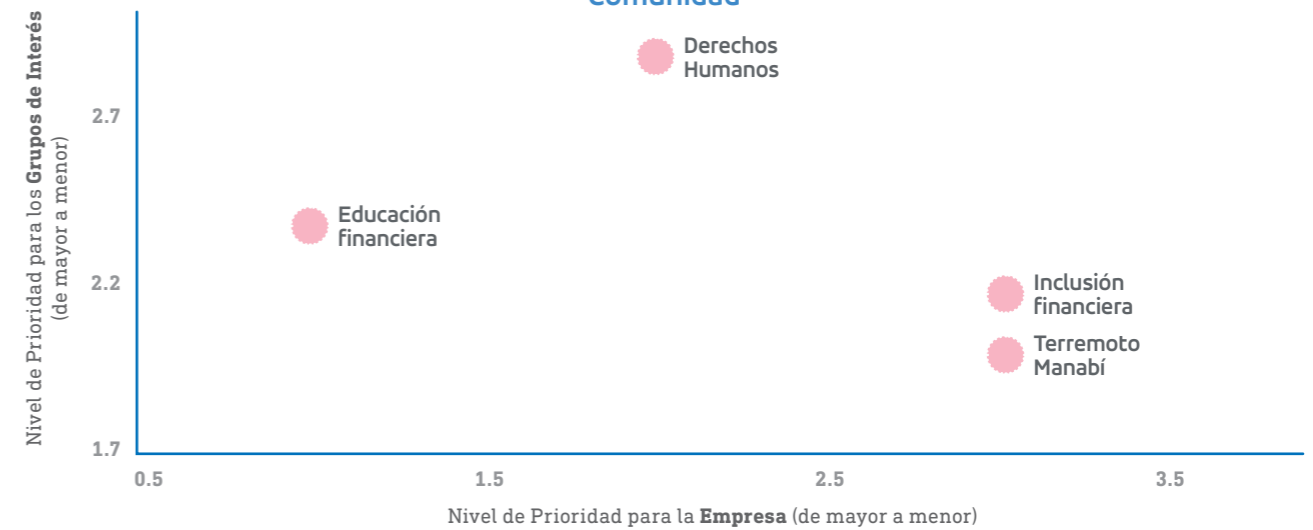 Comunidad
Nivel de Prioridad para los Grupos de Interés
(de mayor a menor)
2.7
2.2
1.7
Derechos
Humanos
Educación
financiera
Inclusión
financiera
Terremoto
Manabí
0.5
1.5
2.5
3.5
Nivel de Prioridad para la Empresa (de mayor a menor)